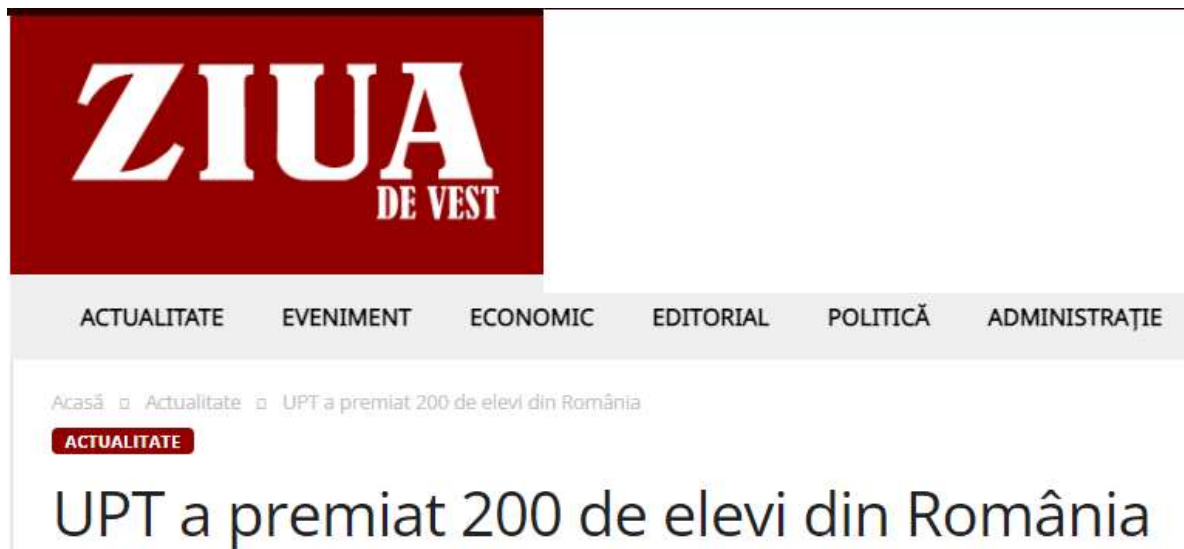 ZIUA
DE VEST
ACTUALITATE EVENIMENT ECONOMIC EDITORIAL POLITICĂ ADMINISTRAȚIE
Acasă Actualitate UPT a premiat 200 de elevi din România
ACTUALITATE
UPT a premiat 200 de elevi din România